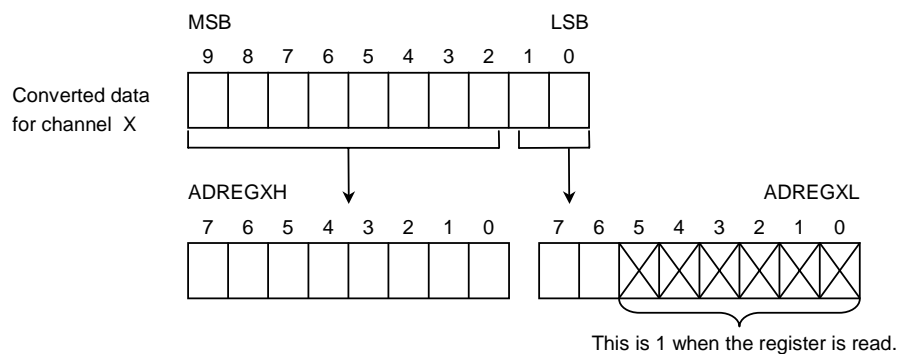 MSB LSB
9 8 7 6 5 4 3 2 1 0
Converted data
for channel X
ADREGXH ADREGXL
7 6 5 4 3 2 1 0 7 6 5 4 3 2 1 0
This is 1 when the register is read.